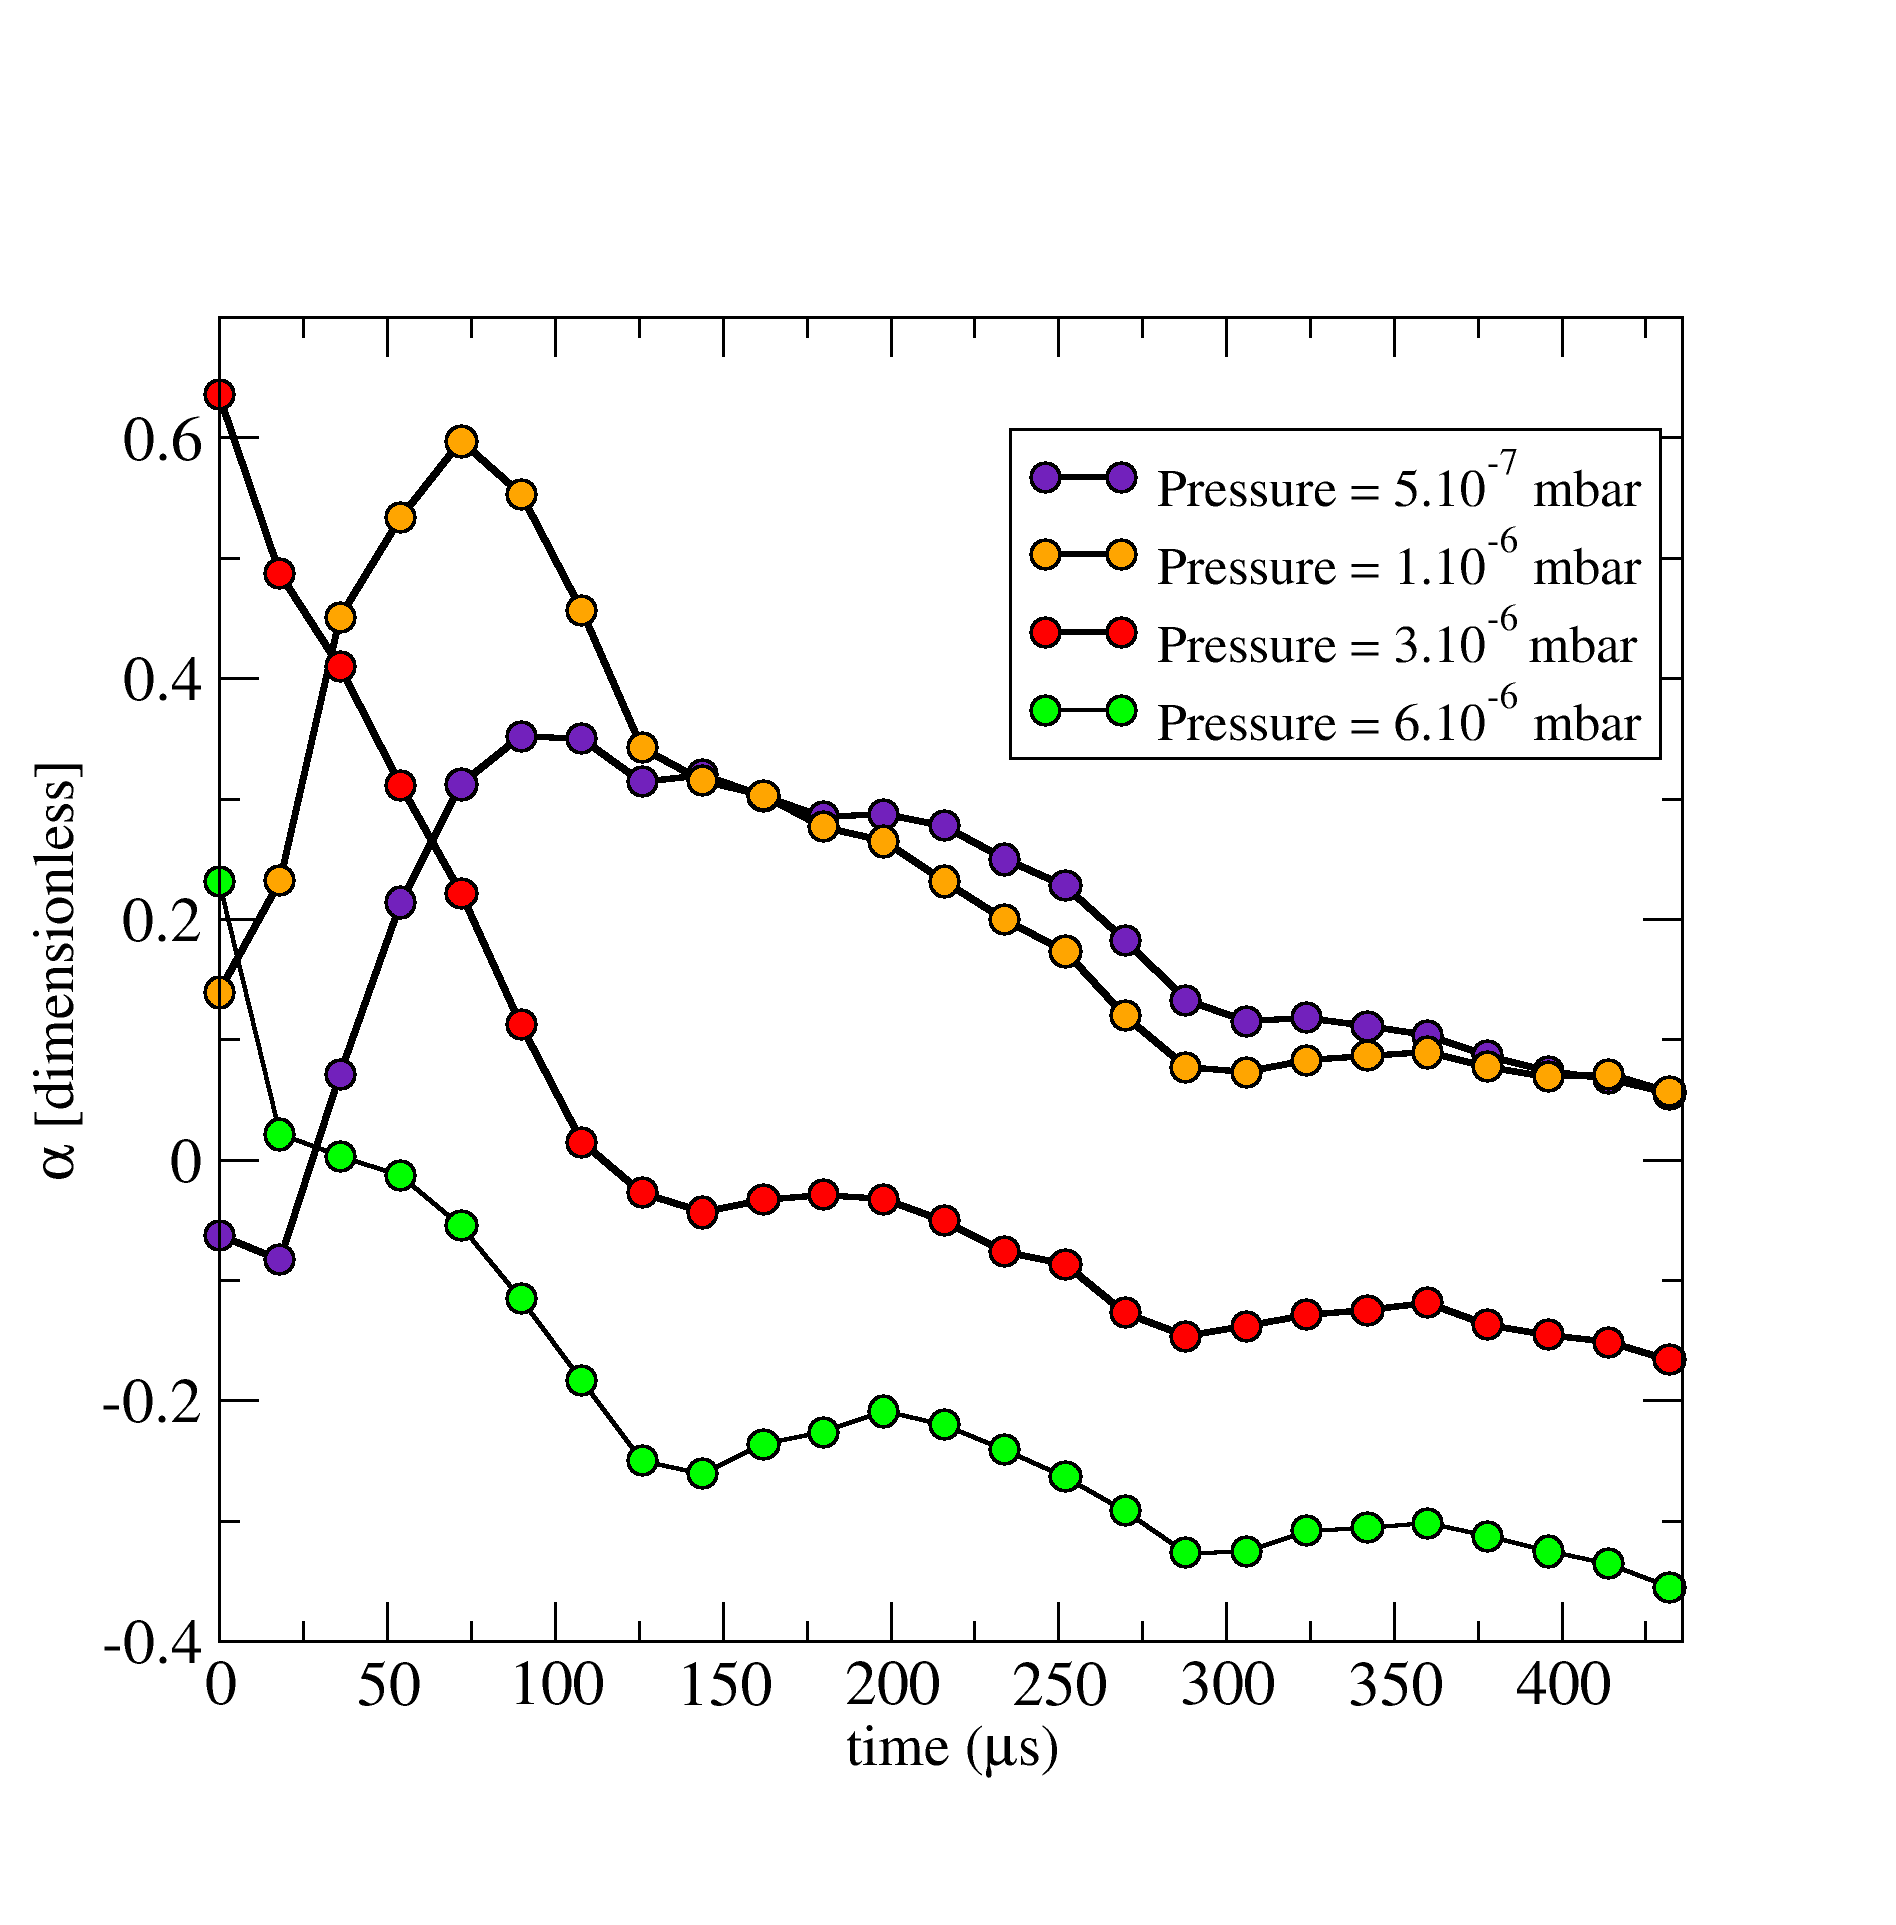 Pressure = 5.10-7 mbar
Pressure = 1.10-6 mbar
Pressure = 3.10-6 mbar
Pressure = 6.10-6 mbar
0.6
0.4
0.2
0
-0.2
-0.4
α [dimensionless]
0 50 100 150 200 250 300 350 400
time (μs)